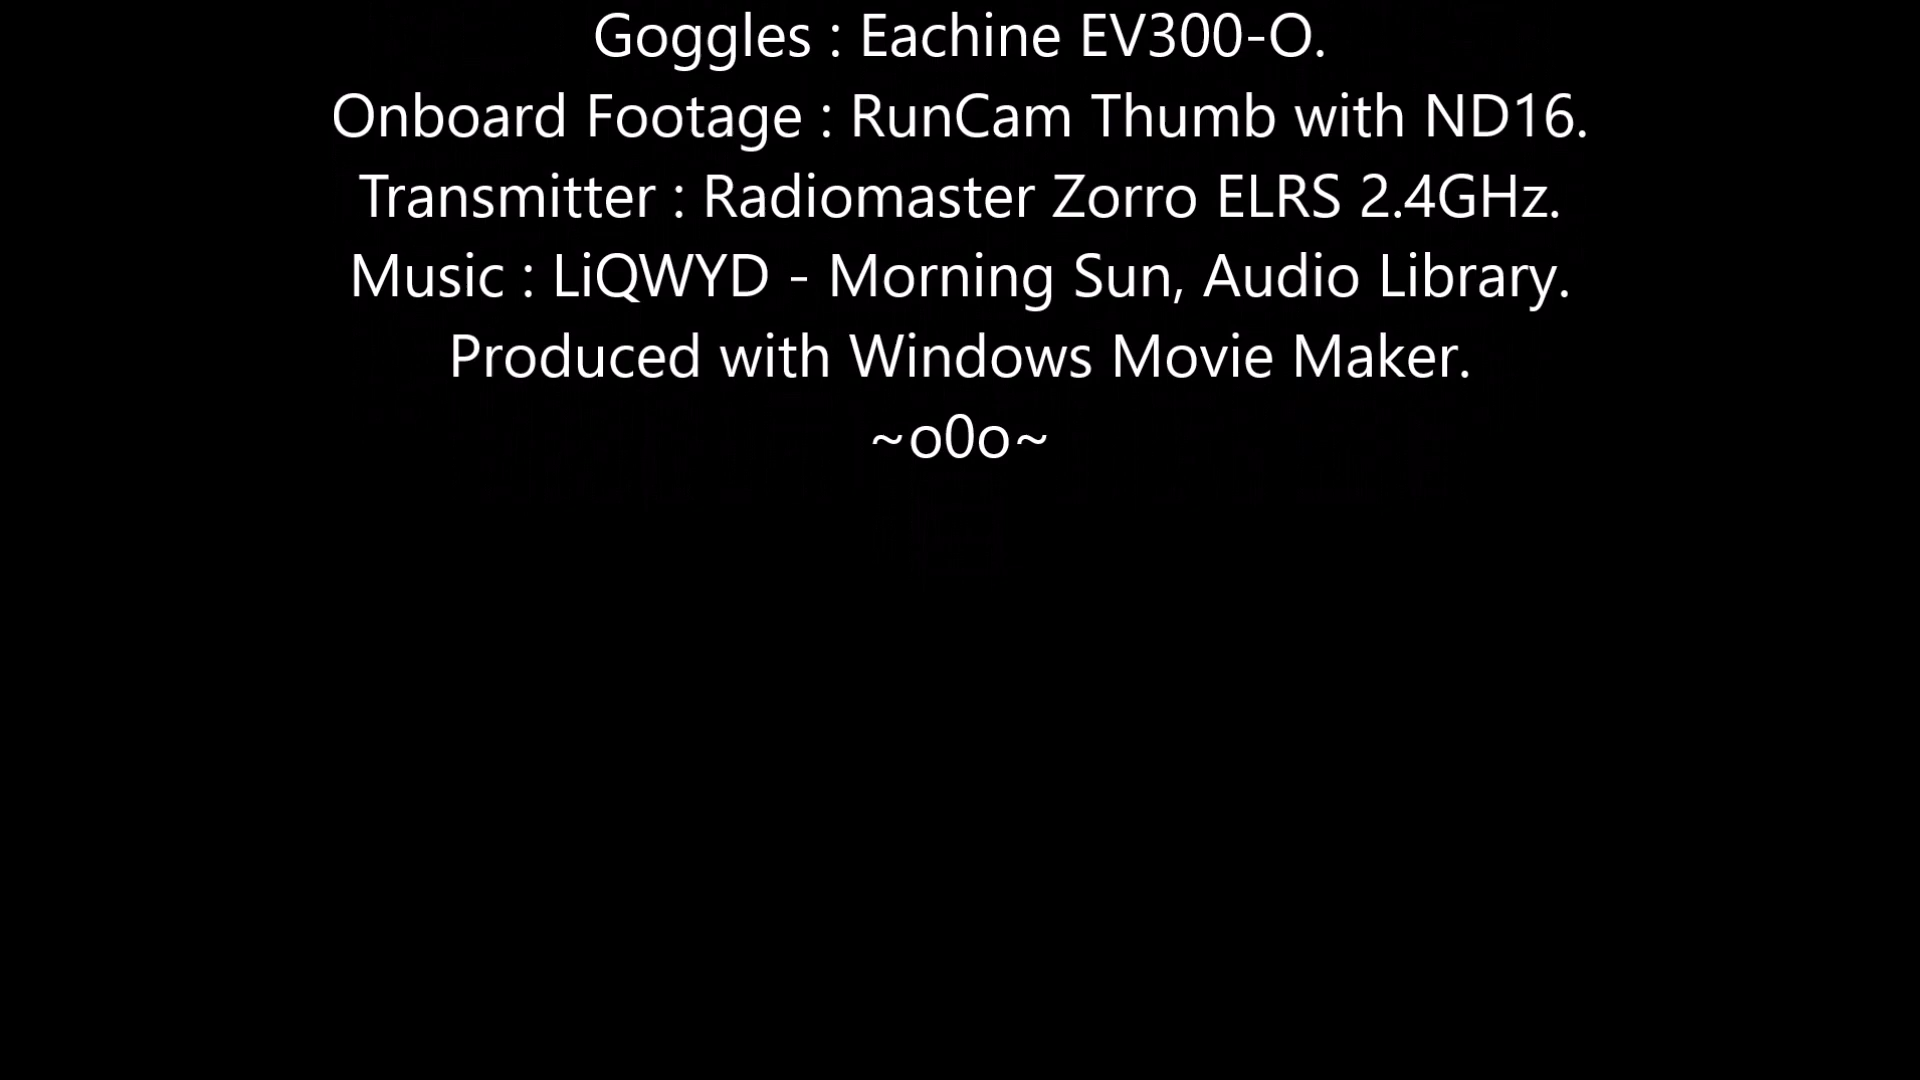 Goggles : Eachine EV300-O.
Onboard Footage : RunCam Thumb with ND16.
Transmitter : Radiomaster Zorro ELRS 2.4GHz.
Music : LiQWYD - Morning Sun, Audio Library.
Produced with Windows Movie Maker.
~o0o~